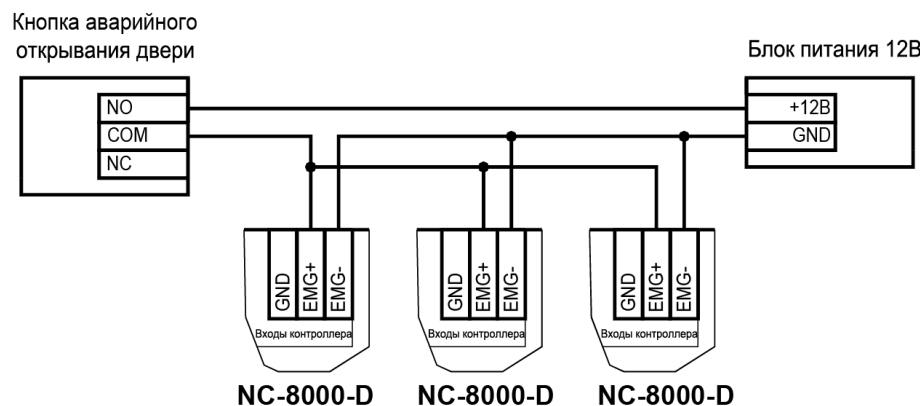 Кнопка аварийного
открывания двери
Блок питания 12В
NO
COM
NC
+12В
GND
GND
EMG+
EMG-
Входы контроллера
NC-8000-D
GND
EMG+
EMG-
Входы контроллера
NC-8000-D
GND
EMG+
EMG-
Входы контроллера
NC-8000-D